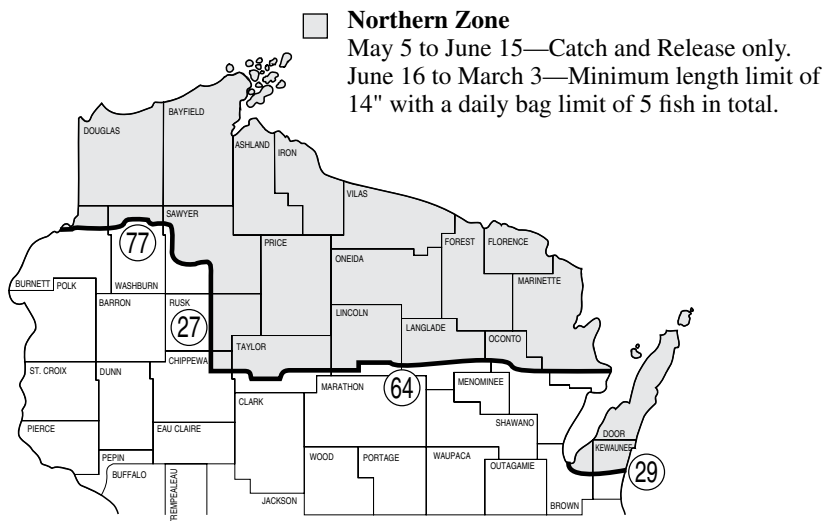 Northern Zone
May 5 to June 15—Catch and Release only.
June 16 to March 3—Minimum length limit of
14" with a daily bag limit of 5 fish in total.
BAYFIELD
DOUGLAS
ASHLAND
IRON
VILAS
SAWYER
77
PRICE
FOREST
FLORENCE
ONEIDA
MARINETTE
BURNETT
POLK
WASHBURN
BARRON
RUSK
27
LINCOLN
LANGLADE
OCONTO
TAYLOR
CHIPPEWA
ST. CROIX
DUNN
MARATHON
64
MENOMINEE
CLARK
SHAWANO
PIERCE
EAU CLAIRE
DOOR
KEWAUNEE
PEPIN
WOOD
PORTAGE
WAUPACA
OUTAGAMIE
29
BUFFALO
TREMPEALEAU
JACKSON
BROWN